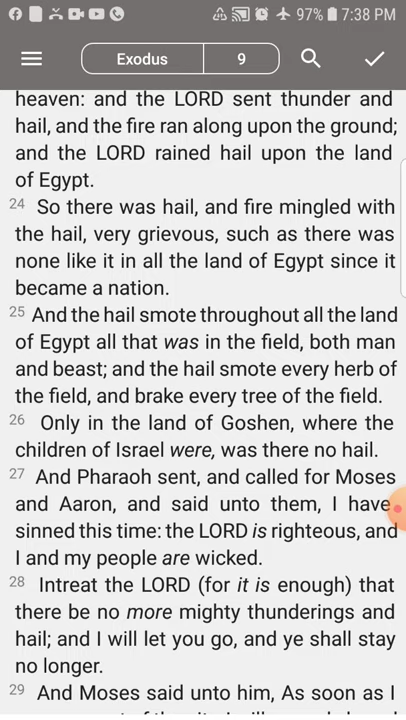 97% 7:38 PM
Exodus 9
heaven: and the LORD sent thunder and
hail, and the fire ran along upon the ground;
and the LORD rained hail upon the land
of Egypt.
24 So there was hail, and fire mingled with
the hail, very grievous, such as there was
none like it in all the land of Egypt since it
became a nation.
25 And the hail smote throughout all the land
of Egypt all that was in the field, both man
and beast; and the hail smote every herb of
the field, and brake every tree of the field.
26 Only in the land of Goshen, where the
children of Israel were, was there no hail.
27 And Pharaoh sent, and called for Moses
and Aaron, and said unto them, I have
sinned this time: the LORD is righteous, and
I and my people are wicked.
28 Intreat the LORD (for it is enough) that
there be no more mighty thunderings and
hail; and I will let you go, and ye shall stay
no longer.
29 And Moses said unto him, As soon as I